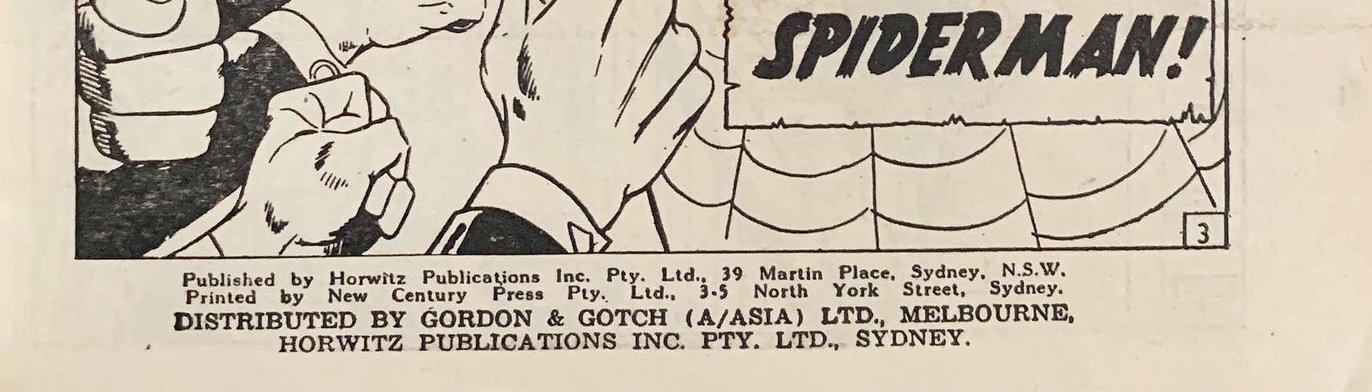 SPIDERMAN!
3
Published by Horwitz Publications Inc. Pty. Ltd., 39 Martin Place, Sydney, N.S.W.
Printed by New Century Press Pty. Ltd., 3-5 North York Street, Sydney.
DISTRIBUTED BY GORDON & GOTCH (A/ASIA) LTD., MELBOURNE,
HORWITZ PUBLICATIONS INC. PTY. LTD., SYDNEY.